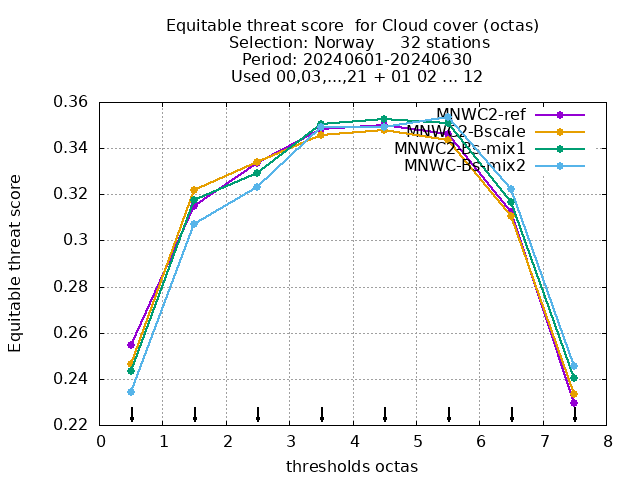 Equitable threat score  for Cloud cover (octas)
Selection: Norway     32 stations
Period: 20240601-20240630
Used 00,03,...,21 + 01 02 ... 12
MNWC2-ref
MNWC2-Bscale
MNWC2-Bs-mix1
MNWC-Bs-mix2
Equitable threat score
0.36
0.34
0.32
0.3
0.28
0.26
0.24
0.22
0 1 2 3 4 5 6 7 8
thresholds octas